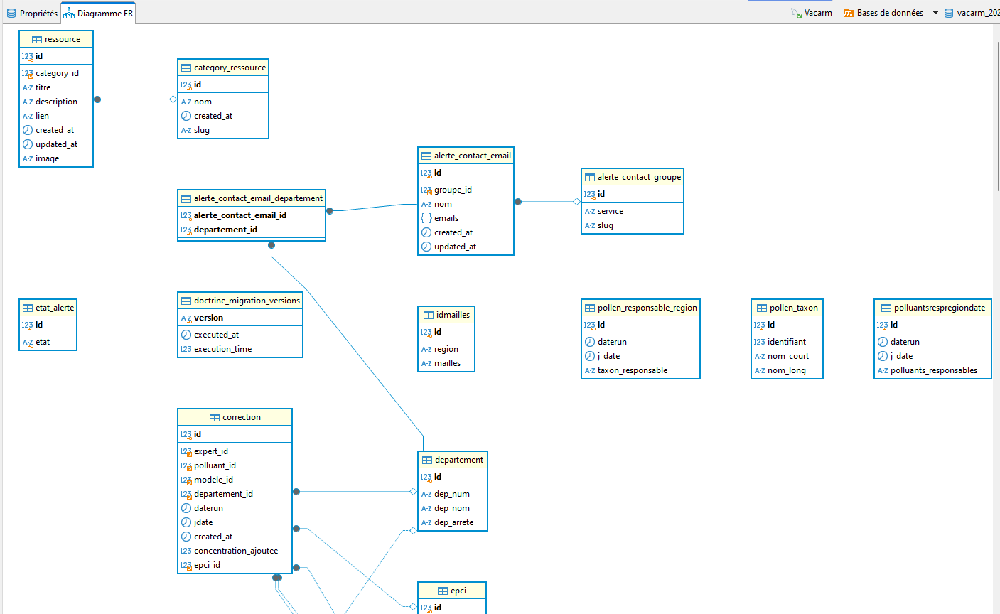 Propriétés
Diagramme ER
Vacarm
Bases de données
vacarm_202
ressource
123 id
123 category_id
A-Z titre
A-Z description
A-Z lien
created_at
updated_at
A-Z image
category_ressource
123 id
A-Z nom
created_at
A-Z slug
alerte_contact_email
123 id
123 groupe_id
A-Z nom
{ } emails
created_at
updated_at
alerte_contact_groupe
123 id
A-Z service
A-Z slug
alerte_contact_email_departement
123 alerte_contact_email_id
123 departement_id
etat_alerte
123 id
A-Z etat
doctrine_migration_versions
A-Z version
executed_at
123 execution_time
idmailles
123 id
A-Z region
A-Z mailles
pollen_responsable_region
123 id
daterun
j_date
A-Z taxon_responsable
pollen_taxon
123 id
123 identifiant
A-Z nom_court
A-Z nom_long
polluantsrespregiondate
123 id
daterun
j_date
A-Z polluants_responsables
correction
123 id
123 expert_id
123 polluant_id
123 modele_id
123 departement_id
daterun
jdate
created_at
123 concentration_ajoutee
123 epci_id
departement
123 id
A-Z dep_num
A-Z dep_nom
A-Z dep_arrete
epci
123 id